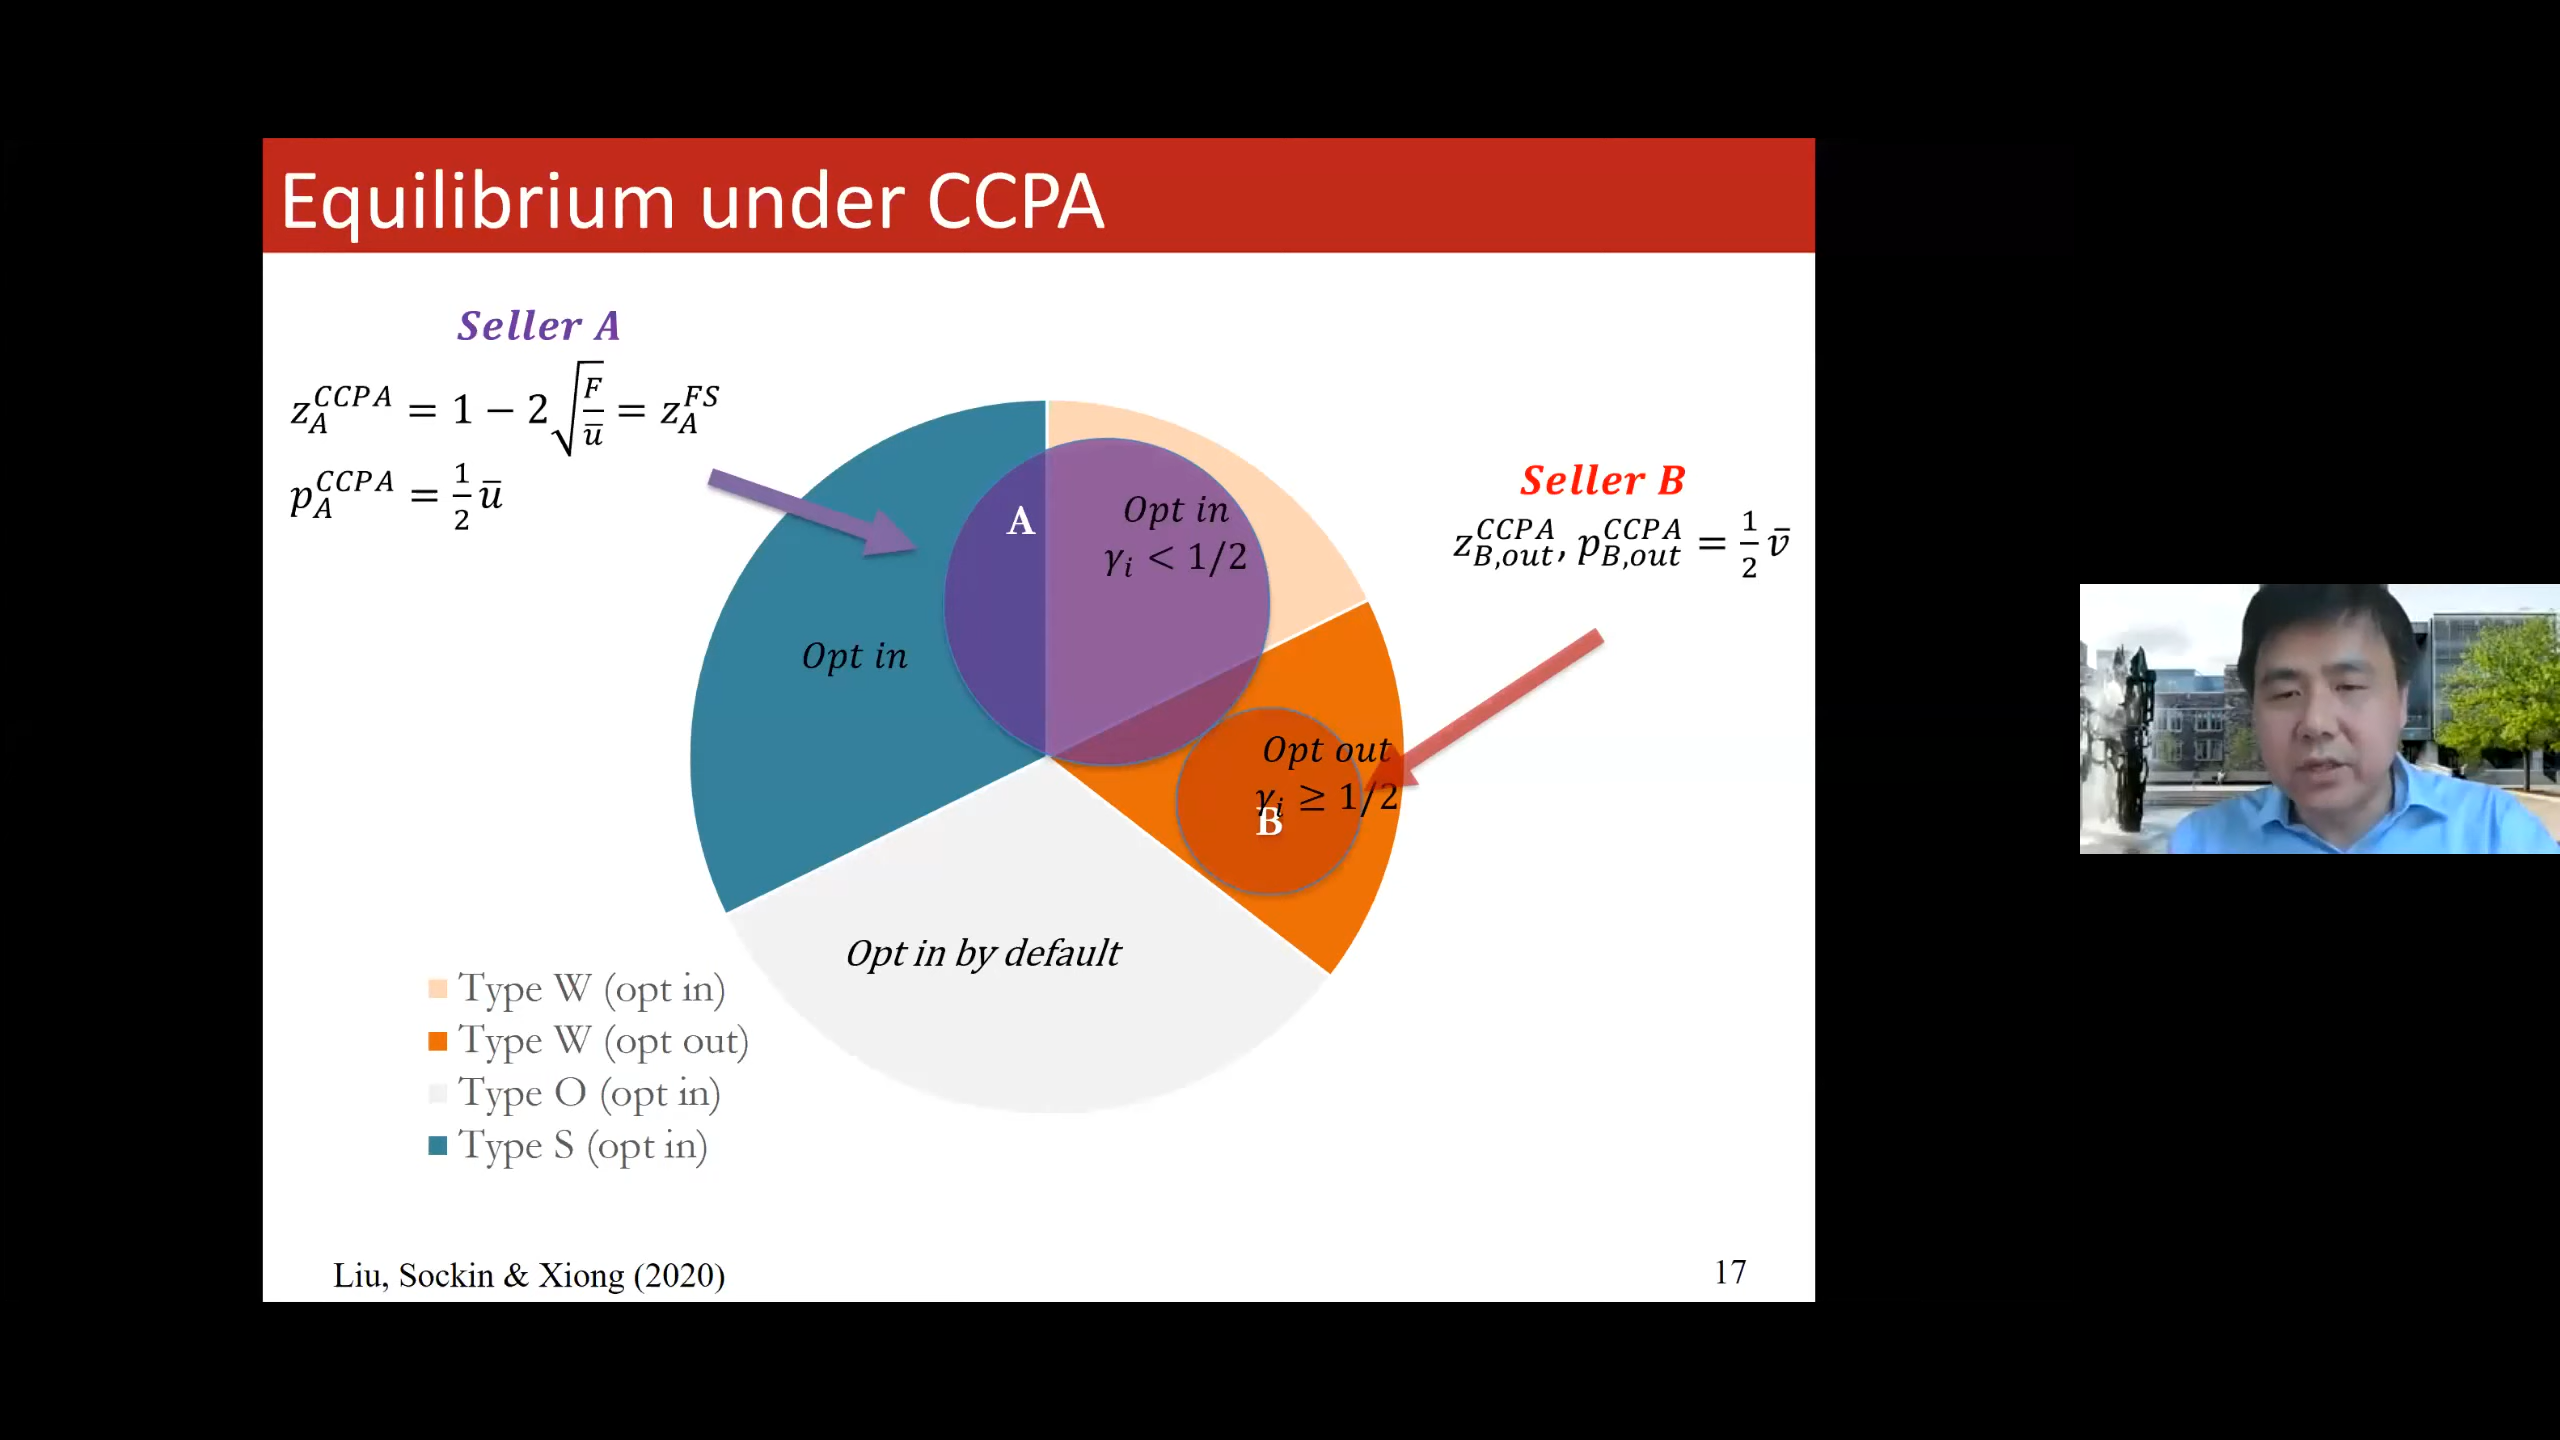 Equilibrium under CCPA
Seller A
z_A^{CCPA} = 1 − 2√(F/ū) = z_A^{FS}
p_A^{CCPA} = 1/2 ū
Seller B
z_{B,out}^{CCPA}, p_{B,out}^{CCPA} = 1/2 v̄
A
Opt in
γ_i < 1/2
Opt in
Opt out
γ_i ≥ 1/2
B
Opt in by default
Type W (opt in)
Type W (opt out)
Type O (opt in)
Type S (opt in)
Liu, Sockin & Xiong (2020)
17